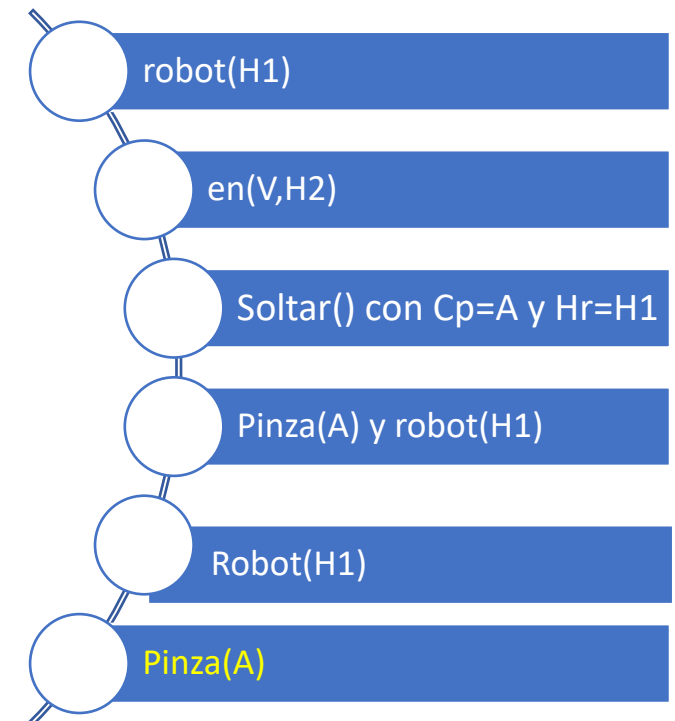 robot(H1)
en(V,H2)
Soltar() con Cp=A y Hr=H1
Pinza(A) y robot(H1)
Robot(H1)
Pinza(A)